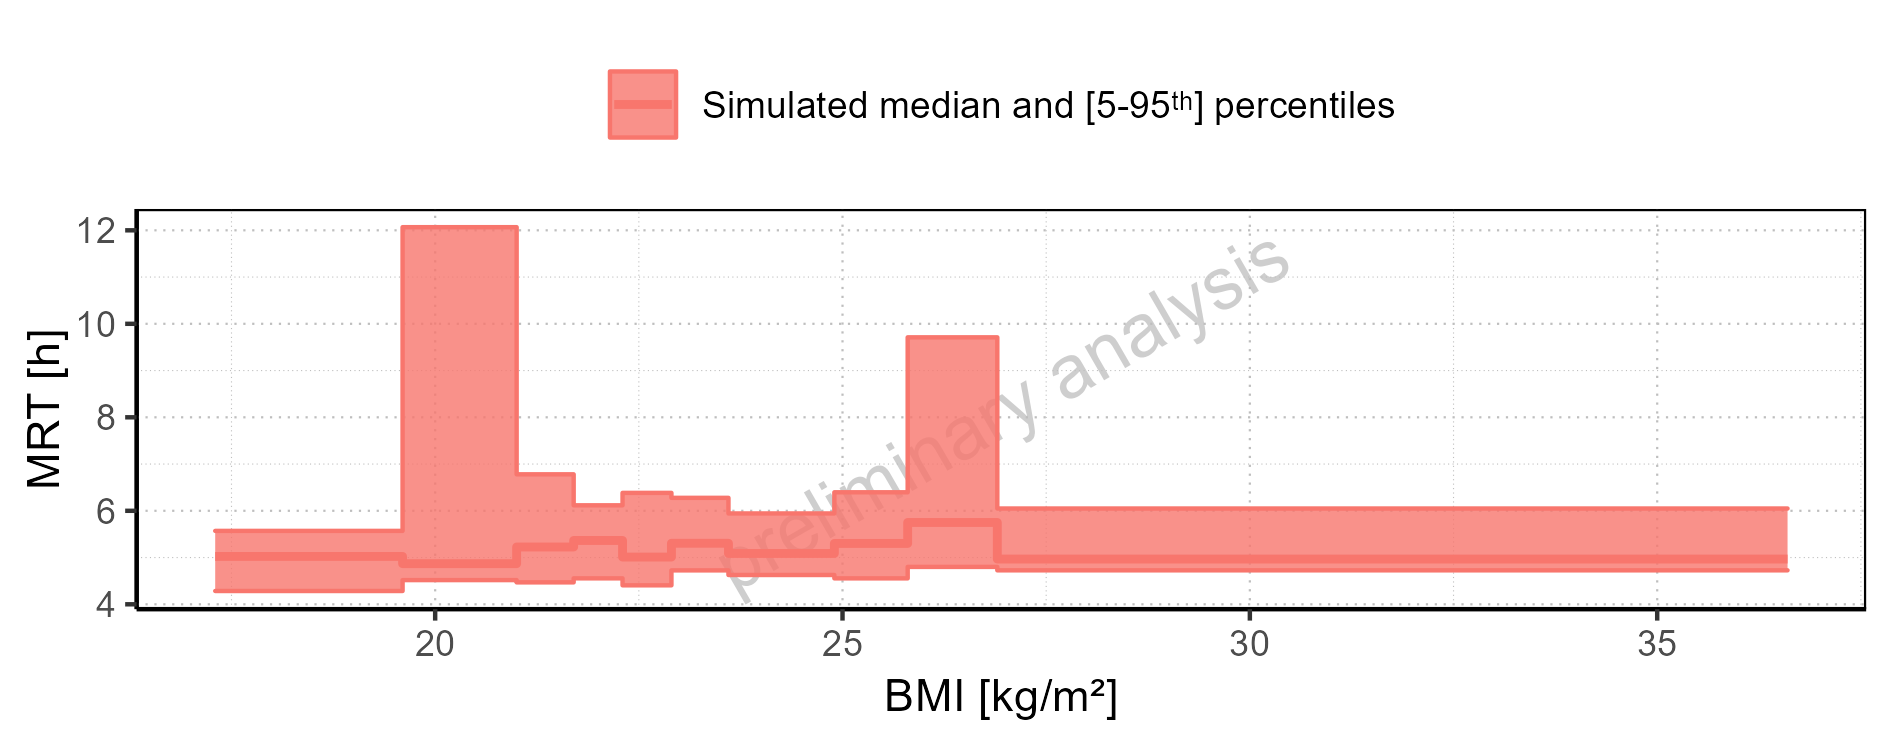 Simulated median and [5-95th] percentiles
12
10
8
6
4
MRT [h]
preliminary analysis
20 25 30 35
BMI [kg/m²]